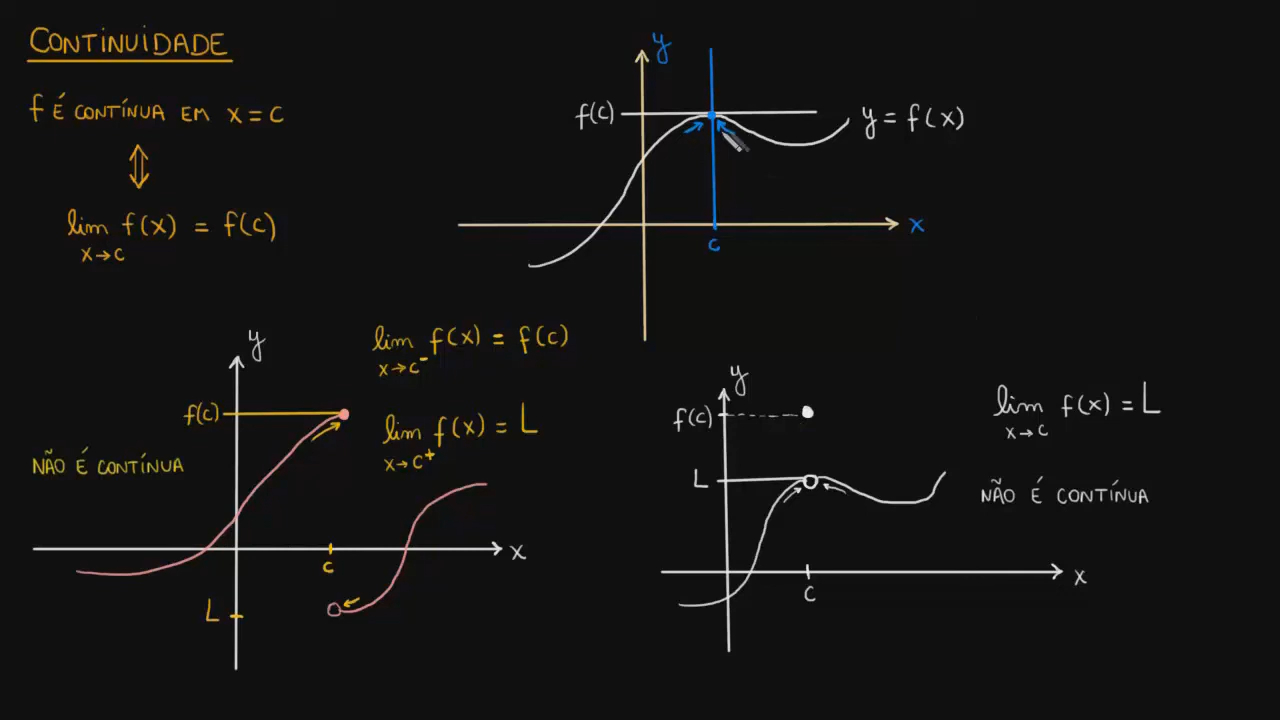 CONTINUIDADE
f É CONTÍNUA EM x = c
⇕
lim f(x) = f(c)
x→c
y
f(c)
y = f(x)
x
c
y
lim f(x) = f(c)
x→c⁻
f(c)
lim f(x) = L
x→c⁺
NÃO É CONTÍNUA
x
c
L
y
f(c)
lim f(x) = L
x→c
L
NÃO É CONTÍNUA
x
c